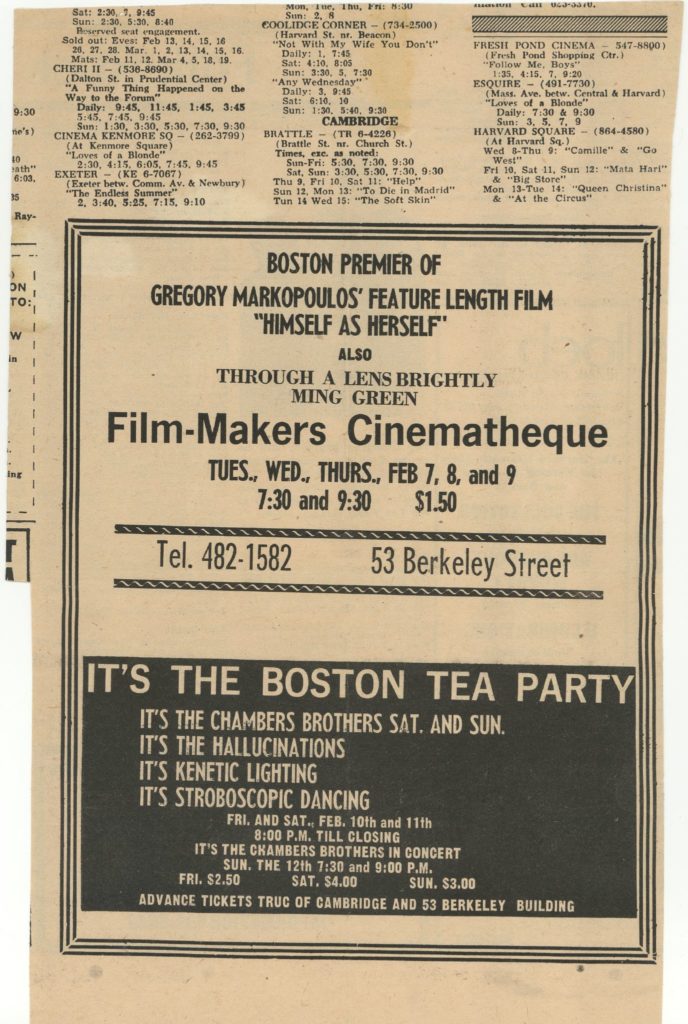 Sat: 2:30, 7, 9:45
Sun: 2:30, 5:30, 8:40
Reserved seat engagement.
Sold out: Eves: Feb 13, 14, 15, 16
26, 27, 28. Mar. 1, 2, 13, 14, 15, 16.
Mats: Feb 11, 12. Mar 4, 5, 18, 19.
CHERI II — (536-8690)
(Dalton St. in Prudential Center)
"A Funny Thing Happened on the
Way to the Forum"
Daily: 9:45, 11:45, 1:45, 3:45
5:45, 7:45, 9:45
Sun: 1:30, 3:30, 5:30, 7:30, 9:30
CINEMA KENMORE SQ — (262-3799)
(At Kenmore Square)
"Loves of a Blonde"
2:30, 4:15, 6:05, 7:45, 9:45
EXETER — (KE 6-7067)
(Exeter betw. Comm. Av. & Newbury)
"The Endless Summer"
2, 3:40, 5:25, 7:15, 9:10
Mon, Tue, Thu, Fri: 8:30
Sun: 2, 8
COOLIDGE CORNER — (734-2500)
(Harvard St. nr. Beacon)
"Not With My Wife You Don't"
Daily: 1, 7:45
Sat: 4:10, 8:05
Sun: 3:30, 5, 7:30
"Any Wednesday"
Daily: 3, 9:45
Sat: 6:10, 10
Sun: 1:30, 5:40, 9:30
CAMBRIDGE
BRATTLE — (TR 6-4226)
(Brattle St. nr. Church St.)
Times, exc. as noted:
Sun-Fri: 5:30, 7:30, 9:30
Sat, Sun: 3:30, 5:30, 7:30, 9:30
Thu 9, Fri 10, Sat 11: "Help"
Sun 12, Mon 13: "To Die in Madrid"
Tun 14 Wed 15: "The Soft Skin"
FRESH POND CINEMA — 547-8800)
(Fresh Pond Shopping Ctr.)
"Follow Me, Boys"
1:35, 4:15, 7, 9:20
ESQUIRE — (491-7730)
(Mass. Ave. betw. Central & Harvard)
"Loves of a Blonde"
Daily: 7:30 & 9:30
Sun: 3, 5, 7, 9
HARVARD SQUARE — (864-4580)
(At Harvard Sq.)
Wed 8-Thu 9: "Camille" & "Go
West"
Fri 10, Sat 11, Sun 12: "Mata Hari"
& "Big Store"
Mon 13-Tue 14: "Queen Christina"
& "At the Circus"
BOSTON PREMIER OF
GREGORY MARKOPOULOS' FEATURE LENGTH FILM
"HIMSELF AS HERSELF"
ALSO
THROUGH A LENS BRIGHTLY
MING GREEN
Film-Makers Cinematheque
TUES., WED., THURS., FEB 7, 8, and 9
7:30 and 9:30 $1.50
Tel. 482-1582 53 Berkeley Street
IT'S THE BOSTON TEA PARTY
IT'S THE CHAMBERS BROTHERS SAT. AND SUN.
IT'S THE HALLUCINATIONS
IT'S KENETIC LIGHTING
IT'S STROBOSCOPIC DANCING
FRI. AND SAT., FEB. 10th and 11th
8:00 P.M. TILL CLOSING
IT'S THE CHAMBERS BROTHERS IN CONCERT
SUN. THE 12th 7:30 and 9:00 P.M.
FRI. $2.50 SAT. $4.00 SUN. $3.00
ADVANCE TICKETS TRUC OF CAMBRIDGE AND 53 BERKELEY BUILDING